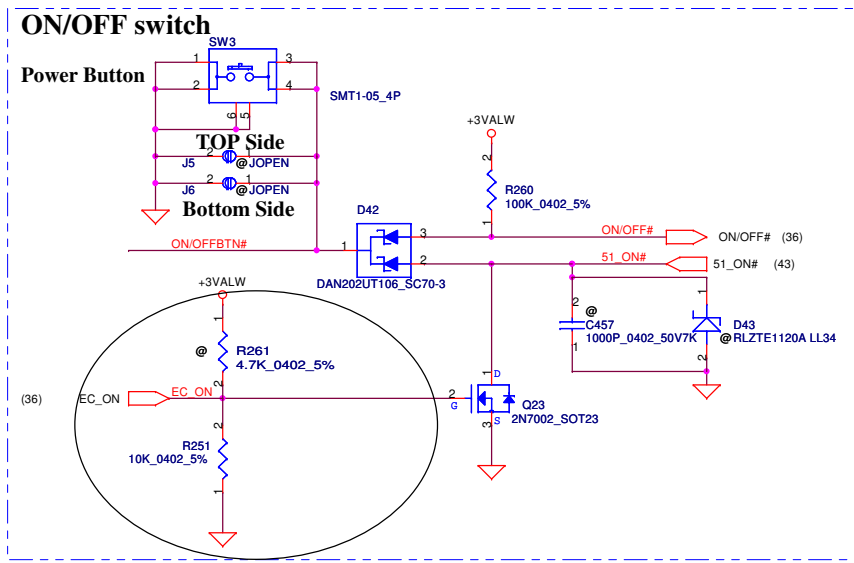 ON/OFF switch
SW3
Power Button
1
3
2
4
SMT1-05_4P
6
5
TOP Side
J5
2
1
@
JOPEN
J6
2
1
@
JOPEN
Bottom Side
+3VALW
2
R260
100K_0402_5%
1
D42
ON/OFFBTN#
1
3
2
DAN202UT106_SC70-3
ON/OFF#
ON/OFF# (36)
51_ON#
51_ON# (43)
+3VALW
1
@
R261
4.7K_0402_5%
2
2
@
C457
1000P_0402_50V7K
1
1
D43
@
RLZTE1120A LL34
2
(36)
EC_ON
EC_ON
2
R251
10K_0402_5%
1
1
D
2
G
Q23
2N7002_SOT23
3
S